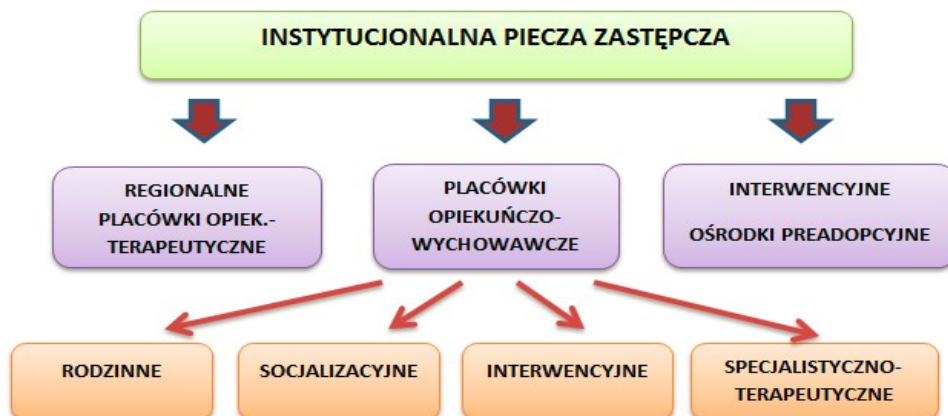 INSTYTUCJONALNA PIECZA ZASTĘPCZA
REGIONALNE
PLACÓWKI OPIEK.-
TERAPEUTYCZNE
PLACÓWKI
OPIEKUŃCZO-
WYCHOWAWCZE
INTERWENCYJNE
OŚRODKI PREADOPCYJNE
RODZINNE
SOCJALIZACYJNE
INTERWENCYJNE
SPECJALISTYCZNO-
TERAPEUTYCZNE